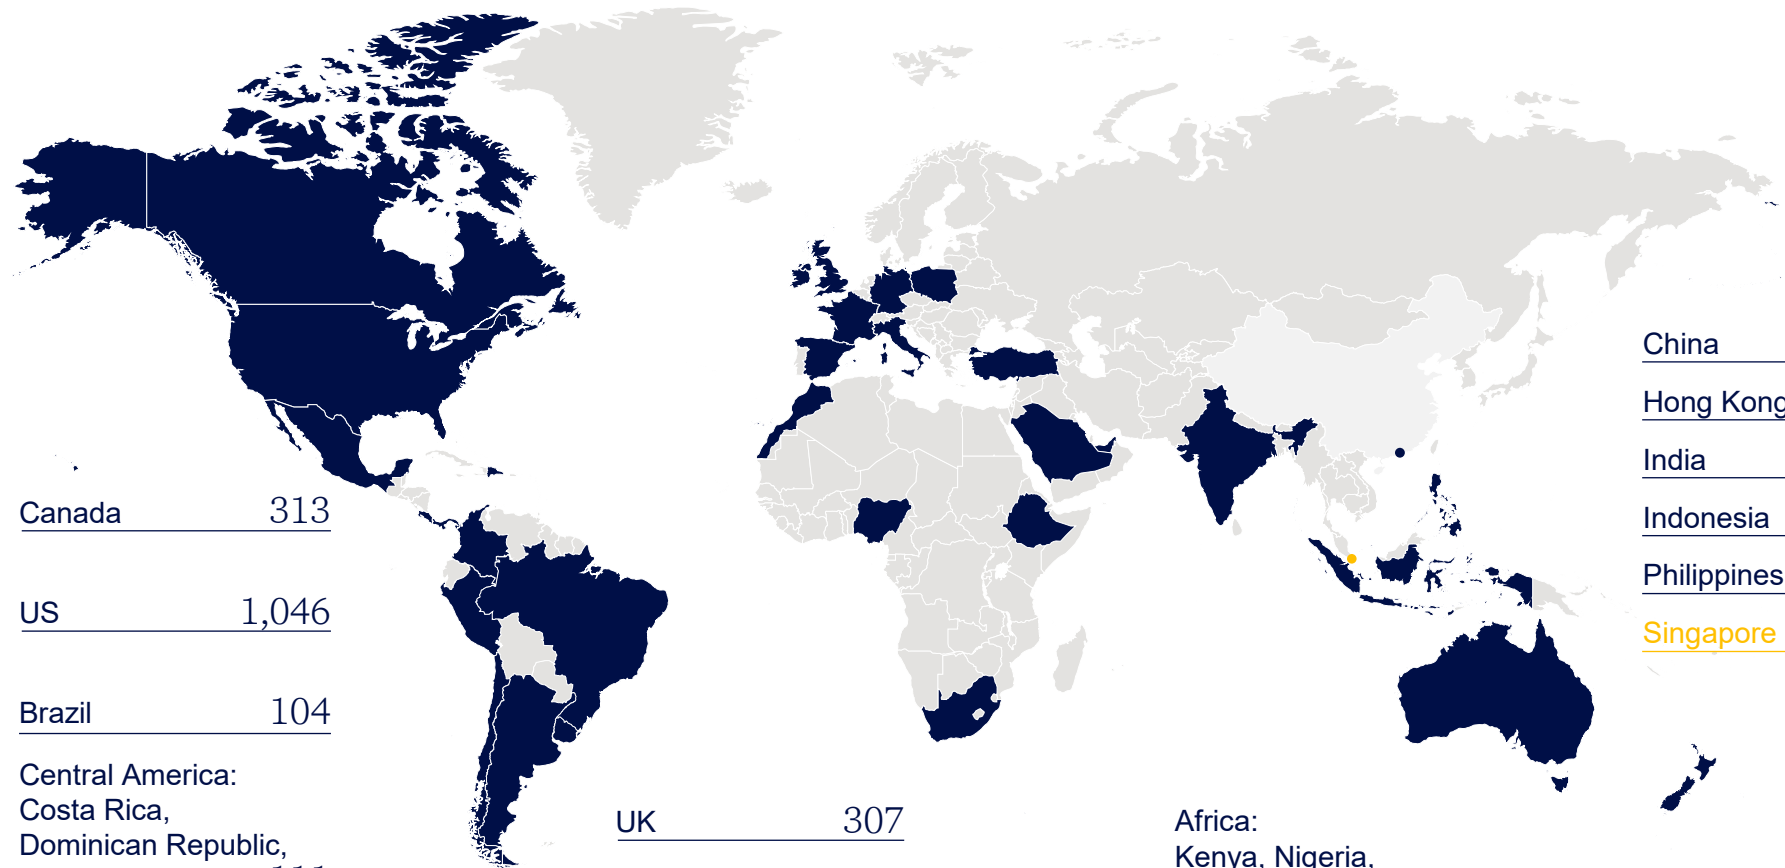 Canada 313
US 1,046
Brazil 104
Central America:
Costa Rica,
Dominican Republic,
UK 307
Africa:
Kenya, Nigeria,
China
Hong Kong
India
Indonesia
Philippines
Singapore